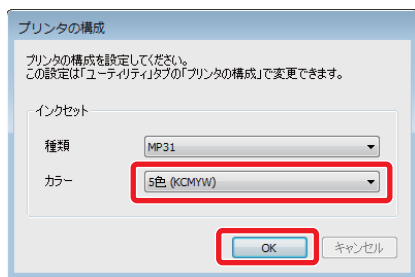 プリンタの構成
プリンタの構成を設定してください。
この設定は「ユーティリティ」タブの「プリンタの構成」で変更できます。
インクセット
種類
MP31
カラー
5色 (KCMYW)
OK
キャンセル